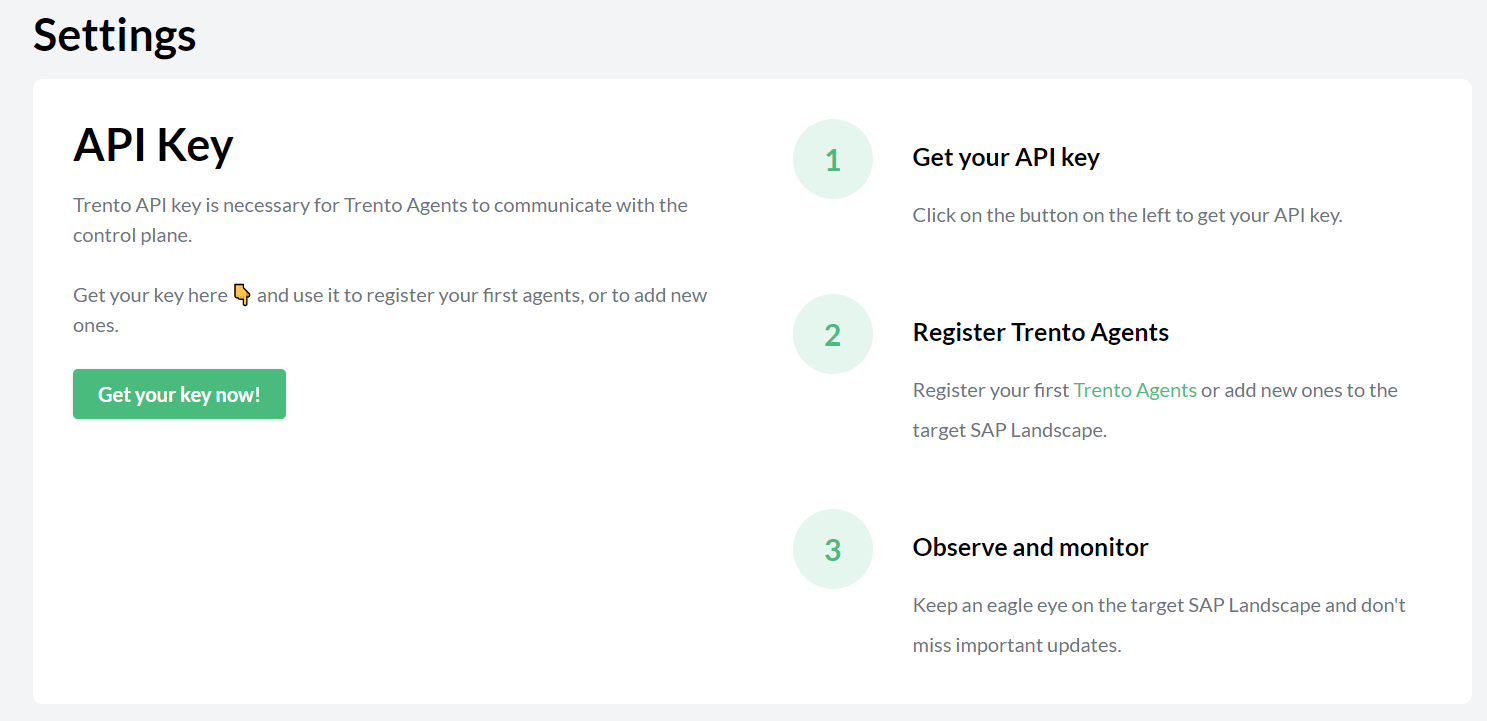 Settings
API Key
Trento API key is necessary for Trento Agents to communicate with the
control plane.
Get your key here 👇 and use it to register your first agents, or to add new
ones.
Get your key now!
1
Get your API key
Click on the button on the left to get your API key.
2
Register Trento Agents
Register your first Trento Agents or add new ones to the
target SAP Landscape.
3
Observe and monitor
Keep an eagle eye on the target SAP Landscape and don't
miss important updates.